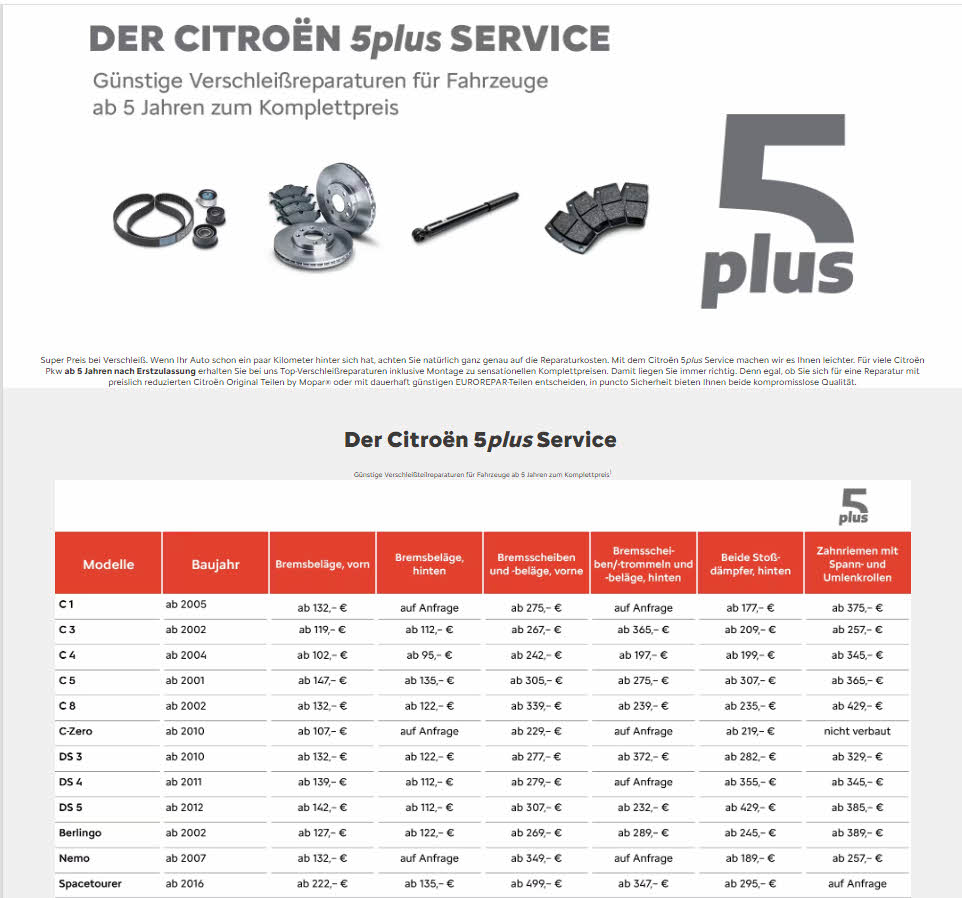 DER CITROËN 5plus SERVICE
Günstige Verschleißreparaturen für Fahrzeuge
ab 5 Jahren zum Komplettpreis
5
plus
Super Preis bei Verschleiß. Wenn Ihr Auto schon ein paar Kilometer hinter sich hat, achten Sie natürlich ganz genau auf die Reparaturkosten. Mit dem Citroën 5plus Service machen wir es Ihnen leichter. Für viele Citroën
Pkw ab 5 Jahren nach Erstzulassung erhalten Sie bei uns Top-Verschleißreparaturen inklusive Montage zu sensationellen Komplettpreisen. Damit liegen Sie immer richtig. Denn egal, ob Sie sich für eine Reparatur mit
preislich reduzierten Citroën Original Teilen by Mopar® oder mit dauerhaft günstigen EUROREPAR-Teilen entscheiden, in puncto Sicherheit bieten Ihnen beide kompromisslose Qualität.
Der Citroën 5plus Service
Günstige Verschleißteilreparaturen für Fahrzeuge ab 5 Jahren zum Komplettpreis¹
5
plus
Modelle Baujahr Bremsbeläge, vorn Bremsbeläge, hinten Bremsscheiben und -beläge, vorne Bremsschei-ben/-trommeln und -beläge, hinten Beide Stoß-dämpfer, hinten Zahnriemen mit Spann- und Umlenkrollen
C 1 ab 2005 ab 132,– € auf Anfrage ab 275,– € auf Anfrage ab 177,– € ab 375,– €
C 3 ab 2002 ab 119,– € ab 112,– € ab 267,– € ab 365,– € ab 209,– € ab 257,– €
C 4 ab 2004 ab 102,– € ab 95,– € ab 242,– € ab 197,– € ab 199,– € ab 345,– €
C 5 ab 2001 ab 147,– € ab 135,– € ab 305,– € ab 275,– € ab 307,– € ab 365,– €
C 8 ab 2002 ab 132,– € ab 122,– € ab 339,– € ab 239,– € ab 235,– € ab 429,– €
C-Zero ab 2010 ab 107,– € auf Anfrage ab 229,– € auf Anfrage ab 219,– € nicht verbaut
DS 3 ab 2010 ab 132,– € ab 122,– € ab 277,– € ab 372,– € ab 282,– € ab 329,– €
DS 4 ab 2011 ab 139,– € ab 112,– € ab 279,– € auf Anfrage ab 355,– € ab 345,– €
DS 5 ab 2012 ab 142,– € ab 112,– € ab 307,– € ab 232,– € ab 429,– € ab 385,– €
Berlingo ab 2002 ab 127,– € ab 122,– € ab 269,– € ab 289,– € ab 245,– € ab 389,– €
Nemo ab 2007 ab 132,– € auf Anfrage ab 349,– € auf Anfrage ab 189,– € ab 257,– €
Spacetourer ab 2016 ab 222,– € ab 135,– € ab 499,– € ab 347,– € ab 295,– € auf Anfrage